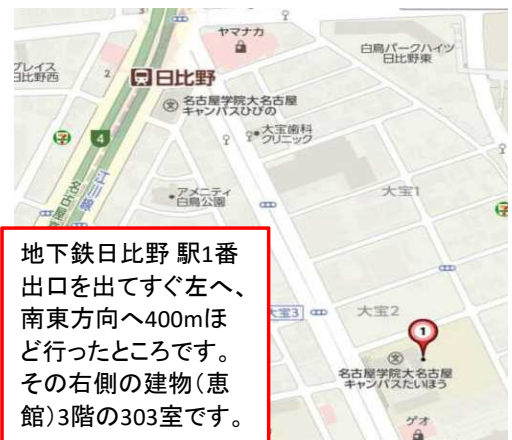 ヤマナカ
白鳥パークハイツ
日比野東
プレイス
日比野西
2
日比野
名古屋学院大名古屋
キャンパスひびの
大宝歯科
クリニック
4
江川線
アメニティ
白鳥公園
大宝1
地下鉄日比野 駅1番
出口を出てすぐ左へ、
南東方向へ400mほ
ど行ったところです。
その右側の建物(恵
館)3階の303室です。
大宝3
大宝2
1
名古屋学院大名古屋
キャンパスたいほう
ゲオ